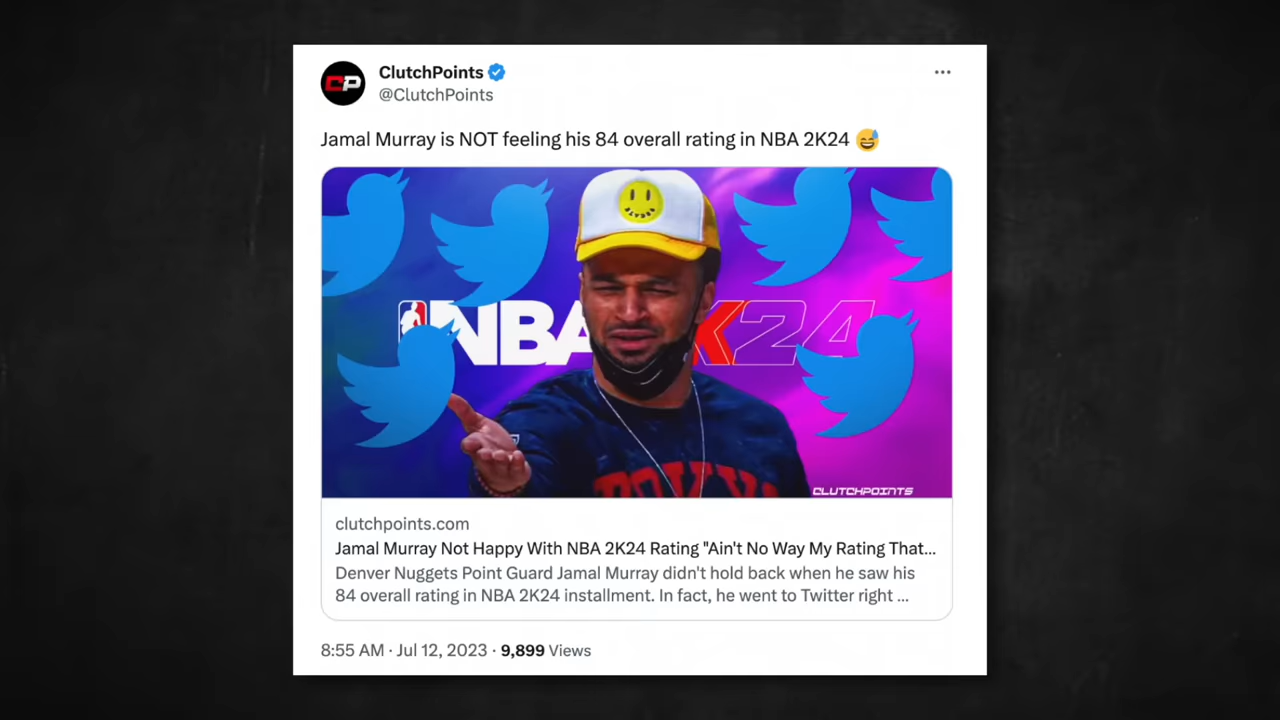 CP
ClutchPoints
@ClutchPoints
Jamal Murray is NOT feeling his 84 overall rating in NBA 2K24 😅
NBA 2K24
CLUTCHPOINTS
clutchpoints.com
Jamal Murray Not Happy With NBA 2K24 Rating "Ain't No Way My Rating That...
Denver Nuggets Point Guard Jamal Murray didn't hold back when he saw his
84 overall rating in NBA 2K24 installment. In fact, he went to Twitter right ...
8:55 AM · Jul 12, 2023 · 9,899 Views